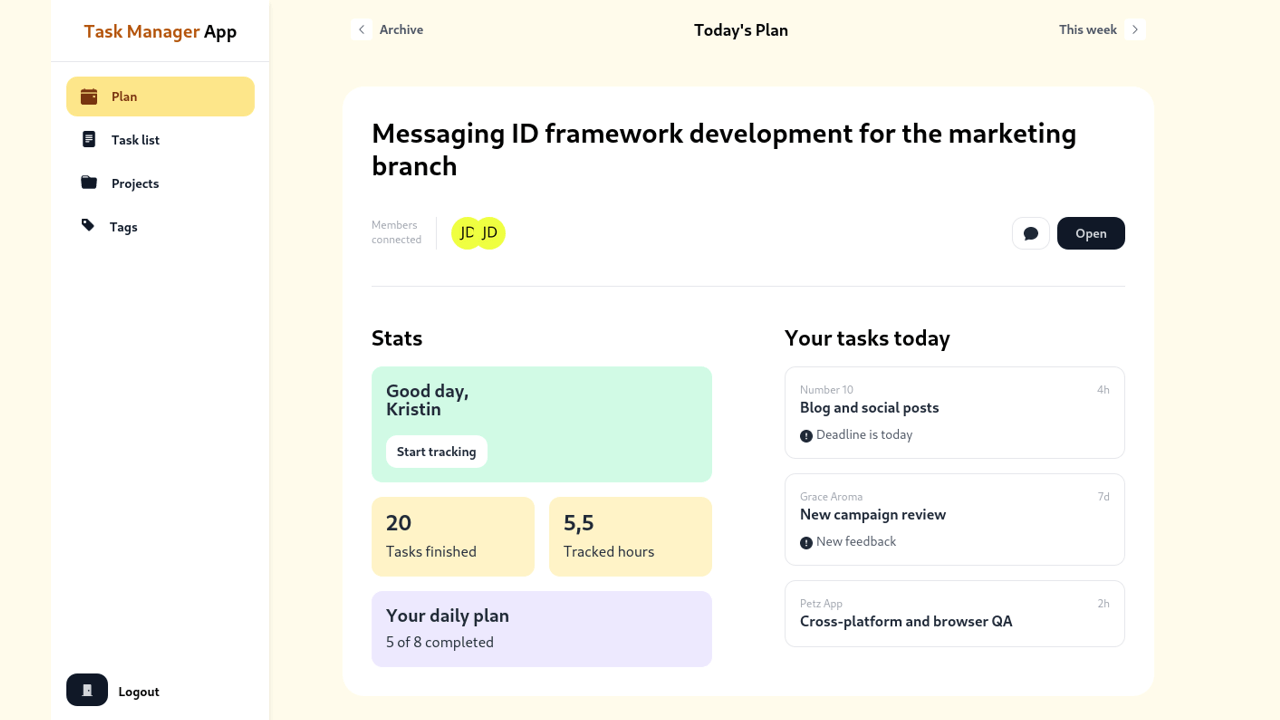 Task Manager App
Plan
Task list
Projects
Tags
Logout
Archive
Today's Plan
This week
Messaging ID framework development for the marketing
branch
Members
connected
JD JD
Open
Stats
Good day,
Kristin
Start tracking
20
Tasks finished
5,5
Tracked hours
Your daily plan
5 of 8 completed
Your tasks today
Number 10
4h
Blog and social posts
Deadline is today
Grace Aroma
7d
New campaign review
New feedback
Petz App
2h
Cross-platform and browser QA